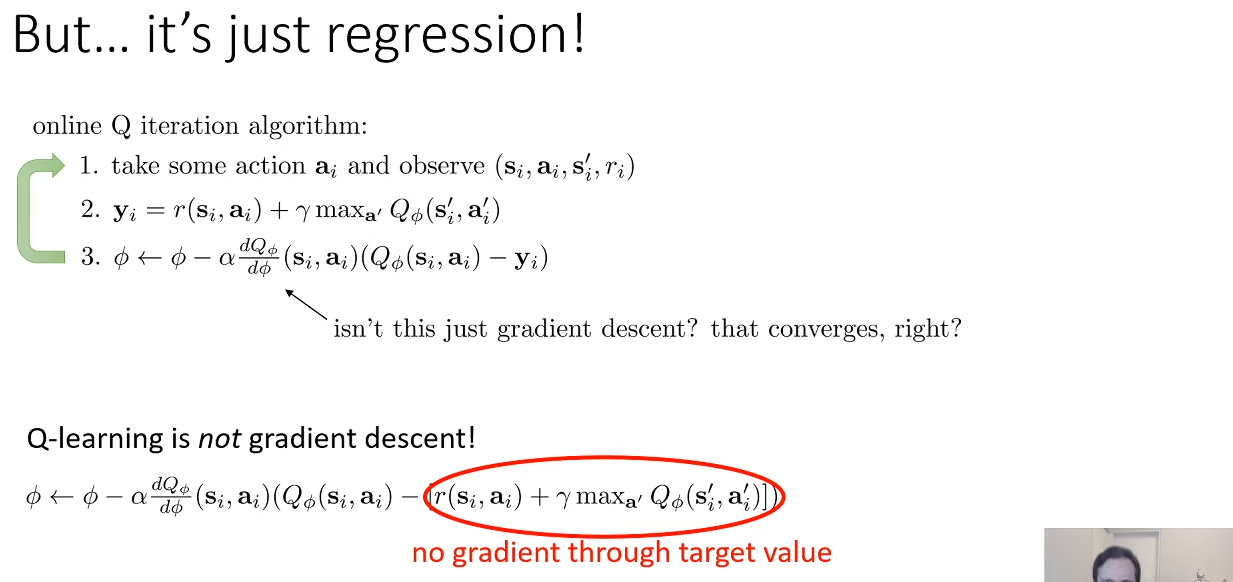 But... it's just regression!
online Q iteration algorithm:
1. take some action $\mathbf{a}_i$ and observe $(\mathbf{s}_i, \mathbf{a}_i, \mathbf{s}'_i, r_i)$
2. $\mathbf{y}_i = r(\mathbf{s}_i, \mathbf{a}_i) + \gamma \max_{\mathbf{a}'} Q_\phi(\mathbf{s}'_i, \mathbf{a}'_i)$
3. $\phi \leftarrow \phi - \alpha \frac{dQ_\phi}{d\phi}(\mathbf{s}_i, \mathbf{a}_i)(Q_\phi(\mathbf{s}_i, \mathbf{a}_i) - \mathbf{y}_i)$
isn't this just gradient descent? that converges, right?
Q-learning is not gradient descent!
$\phi \leftarrow \phi - \alpha \frac{dQ_\phi}{d\phi}(\mathbf{s}_i, \mathbf{a}_i)(Q_\phi(\mathbf{s}_i, \mathbf{a}_i) - [r(\mathbf{s}_i, \mathbf{a}_i) + \gamma \max_{\mathbf{a}'} Q_\phi(\mathbf{s}'_i, \mathbf{a}'_i)])$
no gradient through target value